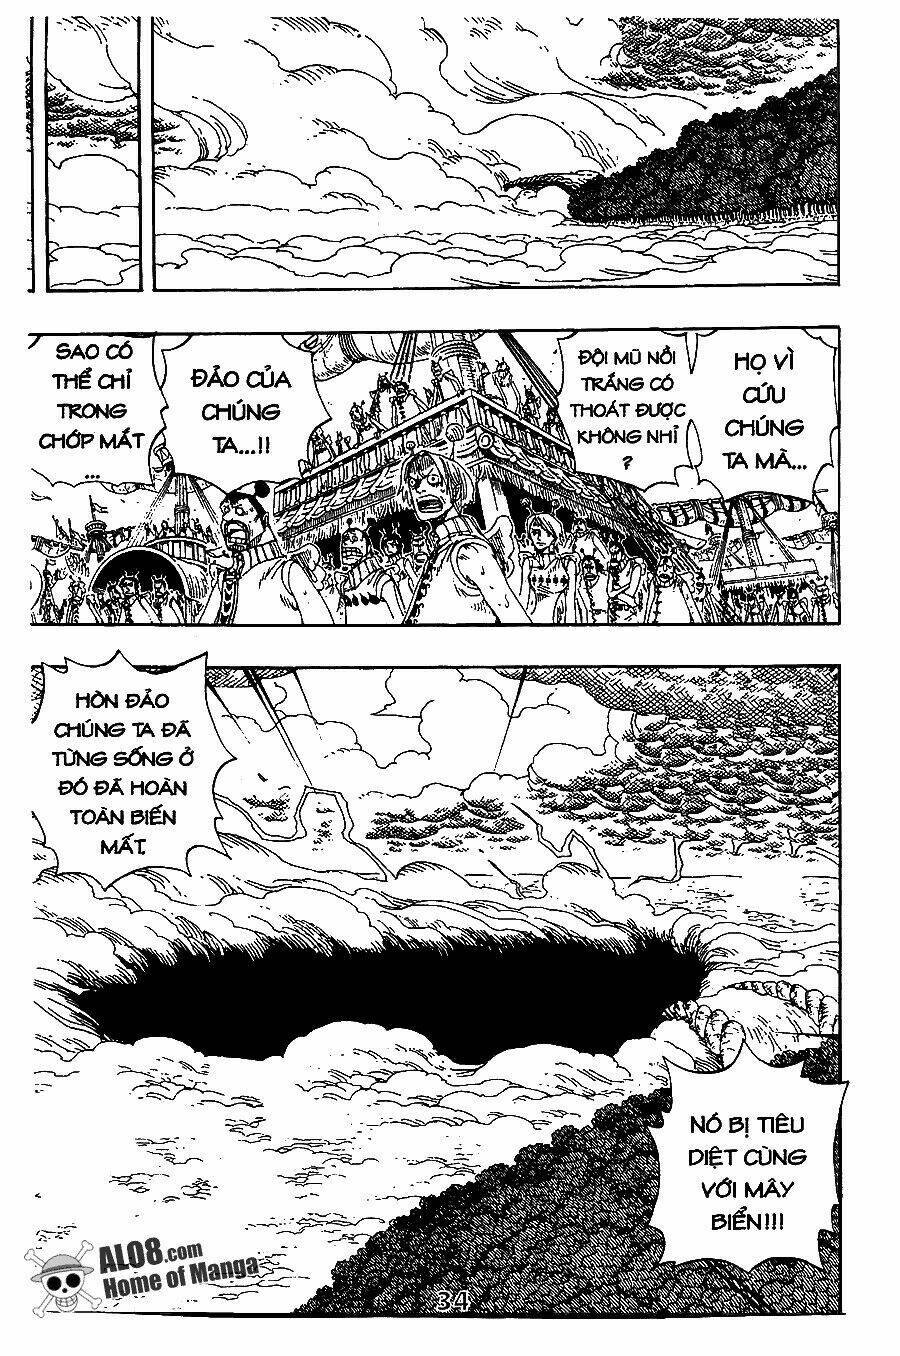 HỌ VÌ
CỨU
CHÚNG
TA MÀ...
ĐỘI MŨ NỒI
TRẮNG CÓ
THOÁT ĐƯỢC
KHÔNG NHỈ
?
ĐẢO CỦA
CHÚNG
TA...!!
SAO CÓ
THỂ CHỈ
TRONG
CHỚP MẮT
...
HÒN ĐẢO
CHÚNG TA ĐÃ
TỪNG SỐNG Ở
ĐÓ ĐÃ HOÀN
TOÀN BIẾN
MẤT.
NÓ BỊ TIÊU
DIỆT CÙNG
VỚI MÂY
BIỂN!!!
ALO8.com
Home of Manga
34